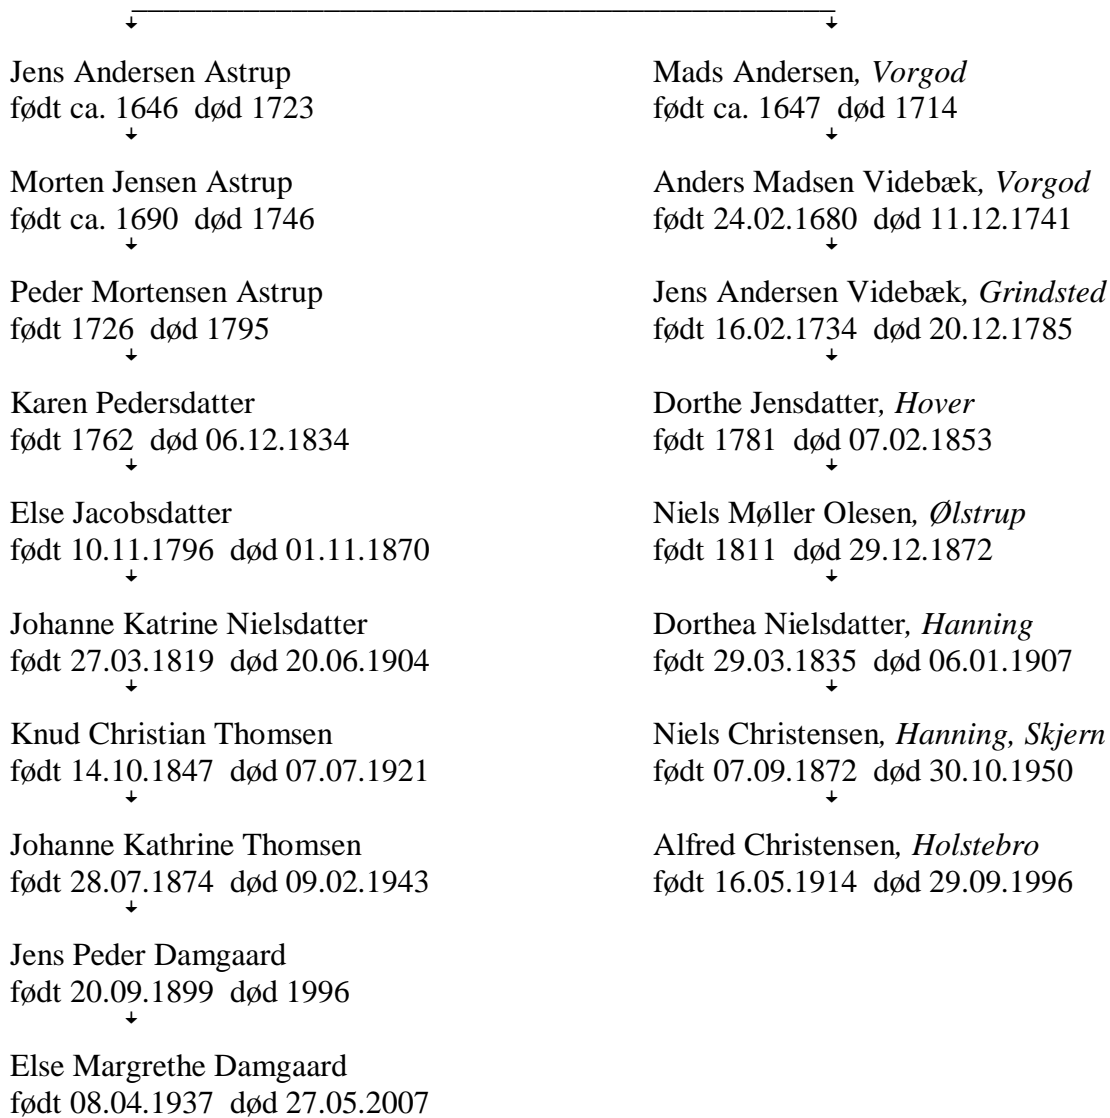 Jens Andersen Astrup
født ca. 1646 død 1723
Morten Jensen Astrup
født ca. 1690 død 1746
Peder Mortensen Astrup
født 1726 død 1795
Karen Pedersdatter
født 1762 død 06.12.1834
Else Jacobsdatter
født 10.11.1796 død 01.11.1870
Johanne Katrine Nielsdatter
født 27.03.1819 død 20.06.1904
Knud Christian Thomsen
født 14.10.1847 død 07.07.1921
Johanne Kathrine Thomsen
født 28.07.1874 død 09.02.1943
Jens Peder Damgaard
født 20.09.1899 død 1996
Else Margrethe Damgaard
født 08.04.1937 død 27.05.2007
Mads Andersen, Vorgod
født ca. 1647 død 1714
Anders Madsen Videbæk, Vorgod
født 24.02.1680 død 11.12.1741
Jens Andersen Videbæk, Grindsted
født 16.02.1734 død 20.12.1785
Dorthe Jensdatter, Hover
født 1781 død 07.02.1853
Niels Møller Olesen, Ølstrup
født 1811 død 29.12.1872
Dorthea Nielsdatter, Hanning
født 29.03.1835 død 06.01.1907
Niels Christensen, Hanning, Skjern
født 07.09.1872 død 30.10.1950
Alfred Christensen, Holstebro
født 16.05.1914 død 29.09.1996